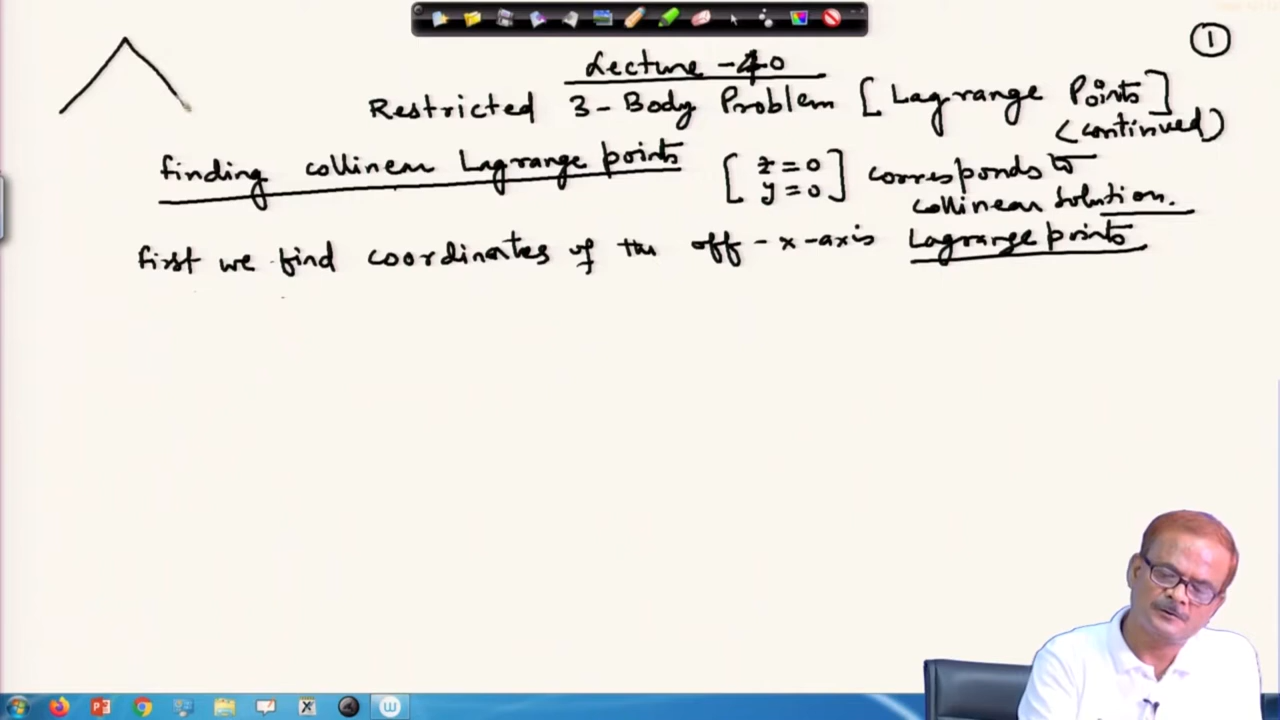 1
Lecture - 40
Restricted 3-Body Problem [Lagrange Points]
(continued)
finding collinear Lagrange points [z=0 y=0] corresponds to
collinear solution.
first we find coordinates of the off-x-axis Lagrange points